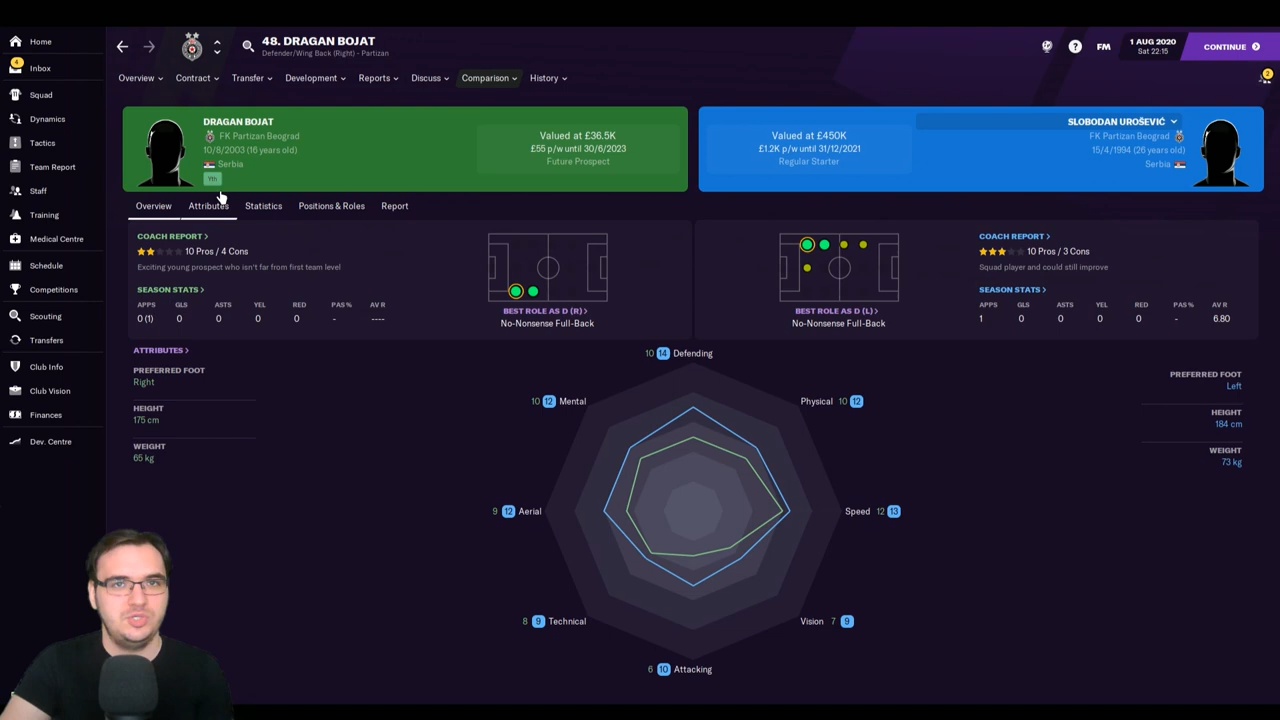 Home
4
Inbox
Squad
Dynamics
Tactics
Team Report
Staff
Training
Medical Centre
Schedule
Competitions
Scouting
Transfers
Club Info
Club Vision
Finances
Dev. Centre
48. DRAGAN BOJAT
Defender/Wing Back (Right) - Partizan
?
FM
1 AUG 2020
Sat 22:15
CONTINUE
Overview
Contract
Transfer
Development
Reports
Discuss
Comparison
History
2
DRAGAN BOJAT
FK Partizan Beograd
10/8/2003 (16 years old)
Serbia
Yth
Valued at £36.5K
£55 p/w until 30/6/2023
Future Prospect
Valued at £450K
£1.2K p/w until 31/12/2021
Regular Starter
SLOBODAN UROŠEVIĆ
FK Partizan Beograd
15/4/1994 (26 years old)
Serbia
Overview
Attributes
Statistics
Positions & Roles
Report
COACH REPORT >
10 Pros / 4 Cons
Exciting young prospect who isn't far from first team level
SEASON STATS >
APPS GLS ASTS YEL RED PAS % AV R
0 (1) 0 0 0 0 - ----
BEST ROLE AS D (R) >
No-Nonsense Full-Back
BEST ROLE AS D (L) >
No-Nonsense Full-Back
COACH REPORT >
10 Pros / 3 Cons
Squad player and could still improve
SEASON STATS >
APPS GLS ASTS YEL RED PAS % AV R
1 0 0 0 0 - 6.80
ATTRIBUTES >
PREFERRED FOOT
Right
HEIGHT
175 cm
WEIGHT
65 kg
10 14 Defending
10 12 Mental
Physical 10 12
9 12 Aerial
Speed 12 13
8 9 Technical
Vision 7 9
6 10 Attacking
PREFERRED FOOT
Left
HEIGHT
184 cm
WEIGHT
73 kg